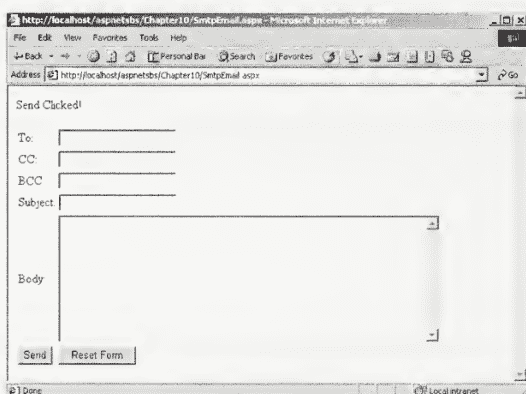 http://localhost/aspnetsbs/Chapter10/SmtpEmail.aspx - Microsoft Internet Explorer
File Edit View Favorites Tools Help
Back Personal Bar Search Favorites
Address http://localhost/aspnetsbs/Chapter10/SmtpEmail.aspx Go
Send Clicked!
To:
CC:
BCC
Subject
Body
Send Reset Form
Done Local intranet